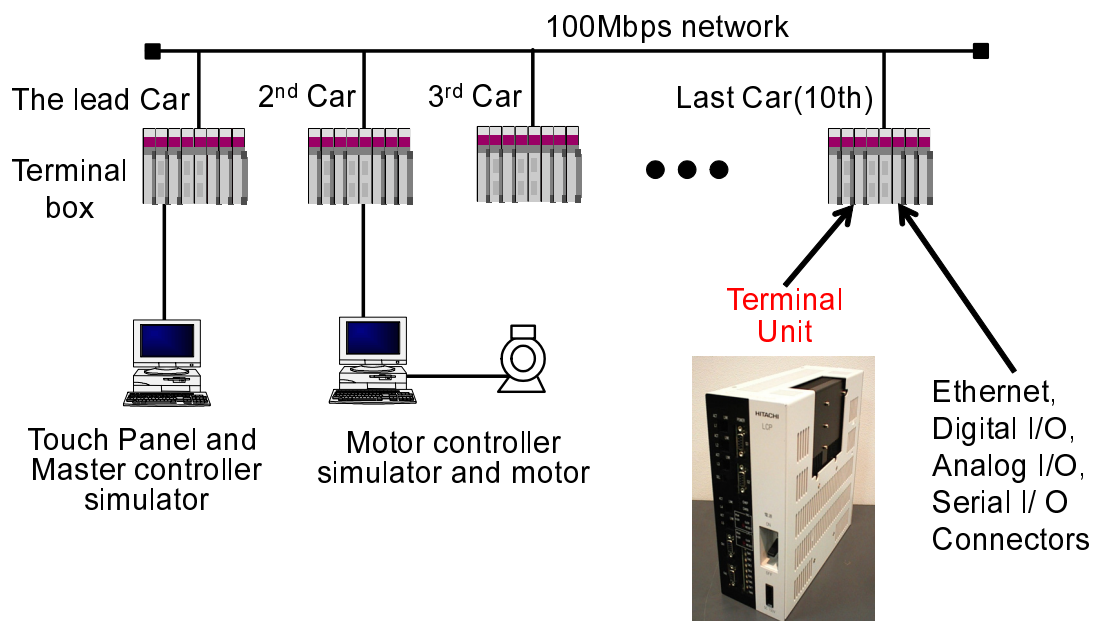 100Mbps network
The lead Car
2nd Car
3rd Car
Last Car(10th)
Terminal
box
Terminal
Unit
HITACHI
LCP
Touch Panel and
Master controller
simulator
Motor controller
simulator and motor
Ethernet,
Digital I/O,
Analog I/O,
Serial I/ O
Connectors